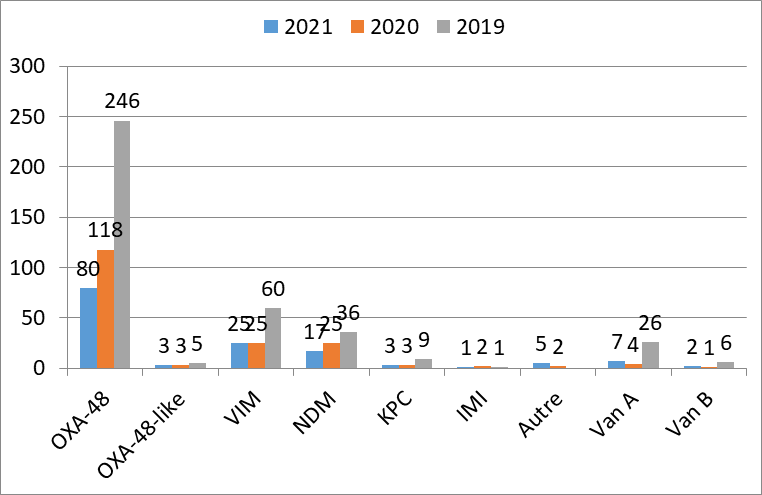 2021 2020 2019
300
250
200
150
100
50
0
246
118
80
3 3 5
25 25 60
17 25 36
3 3 9
1 2 1
5 2
7 4 26
2 1 6
OXA-48
OXA-48-like
VIM
NDM
KPC
IMI
Autre
Van A
Van B